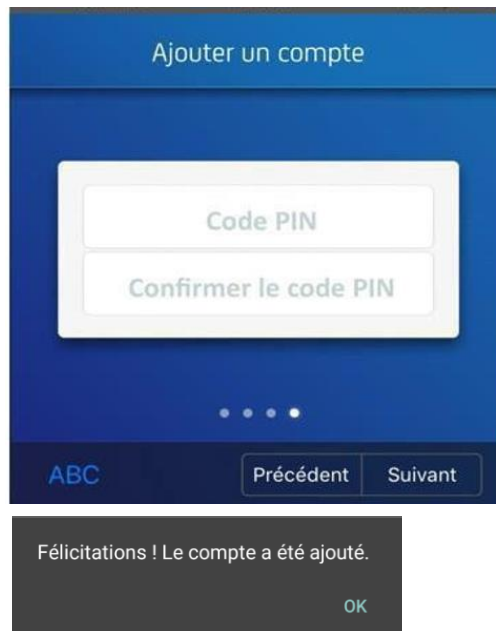 Ajouter un compte
Code PIN
Confirmer le code PIN
ABC
Précédent
Suivant
Félicitations ! Le compte a été ajouté.
OK